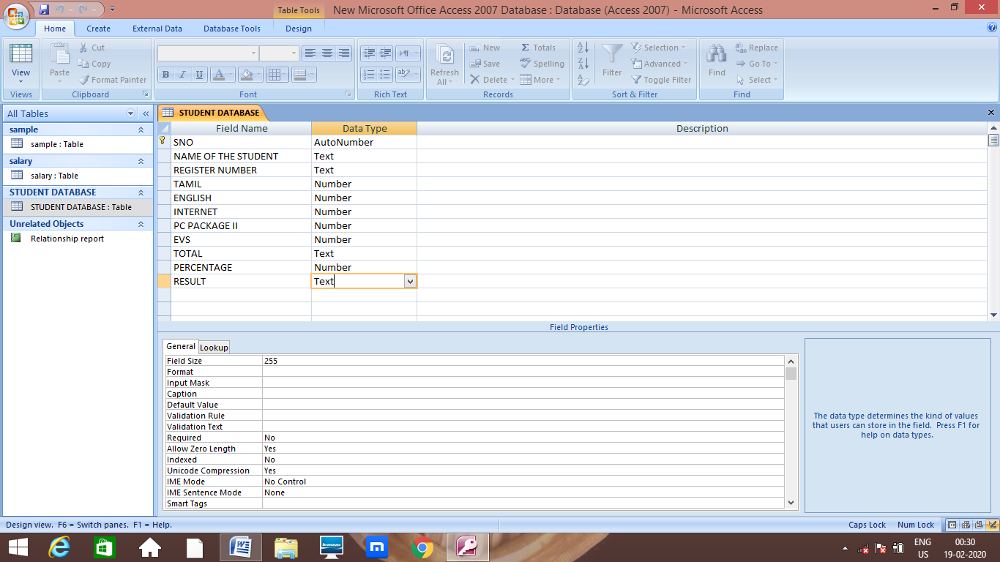 Table Tools New Microsoft Office Access 2007 Database : Database (Access 2007) - Microsoft Access
Home Create External Data Database Tools Design
View
Views
Paste
Cut
Copy
Format Painter
Clipboard
B I U A
Font
ab
Rich Text
Refresh
All
New
Save
Delete
Σ Totals
Spelling
More
Records
Filter
Selection
Advanced
Toggle Filter
Sort & Filter
Find
Replace
Go To
Select
Find
All Tables
sample
sample : Table
salary
salary : Table
STUDENT DATABASE
STUDENT DATABASE : Table
Unrelated Objects
Relationship report
STUDENT DATABASE
Field Name Data Type Description
SNO AutoNumber
NAME OF THE STUDENT Text
REGISTER NUMBER Text
TAMIL Number
ENGLISH Number
INTERNET Number
PC PACKAGE II Number
EVS Number
TOTAL Text
PERCENTAGE Number
RESULT Text
Field Properties
General Lookup
Field Size 255
Format
Input Mask
Caption
Default Value
Validation Rule
Validation Text
Required No
Allow Zero Length Yes
Indexed No
Unicode Compression Yes
IME Mode No Control
IME Sentence Mode None
Smart Tags
The data type determines the kind of values
that users can store in the field. Press F1 for
help on data types.
Design view. F6 = Switch panes. F1 = Help. Caps Lock Num Lock
lenovo
ENG 00:30
US 19-02-2020